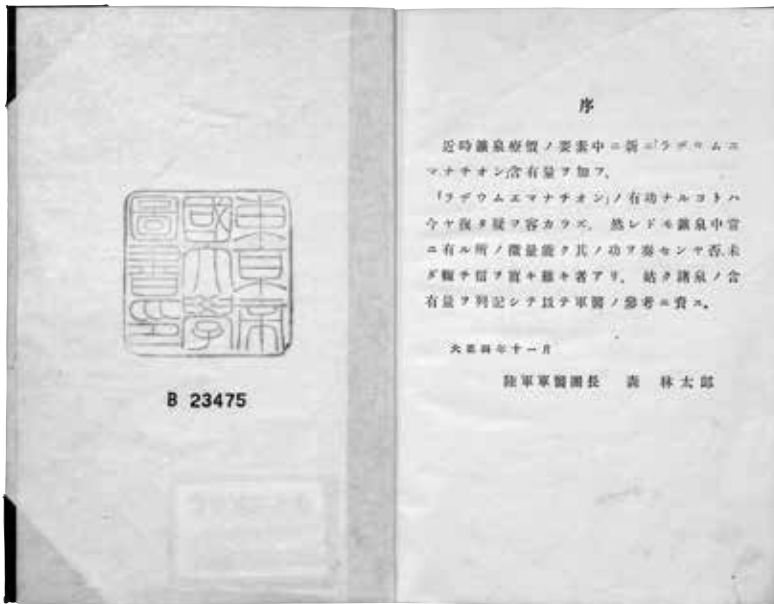 東京帝
國大學
圖書印
B 23475
序
近時鑛泉療ノ要素中ニ新ニ「ラヂウムエ
マナチオン」含有量ヲ加フ、
「ラヂウムエマナチオン」ノ有功ナルコトハ
今ヤ復タ疑ヲ容カラズ、然レドモ鑛泉中常
ニ有ル所ノ微量能ク其ノ功ヲ奏センヤ否、未
ダ輙チ信ヲ置キ難キ者アリ、姑ク諸泉ノ含
有量ヲ列記シテ以テ軍醫ノ參考ニ資ス、
大正四年十一月
陸軍軍醫團長 森 林太郎